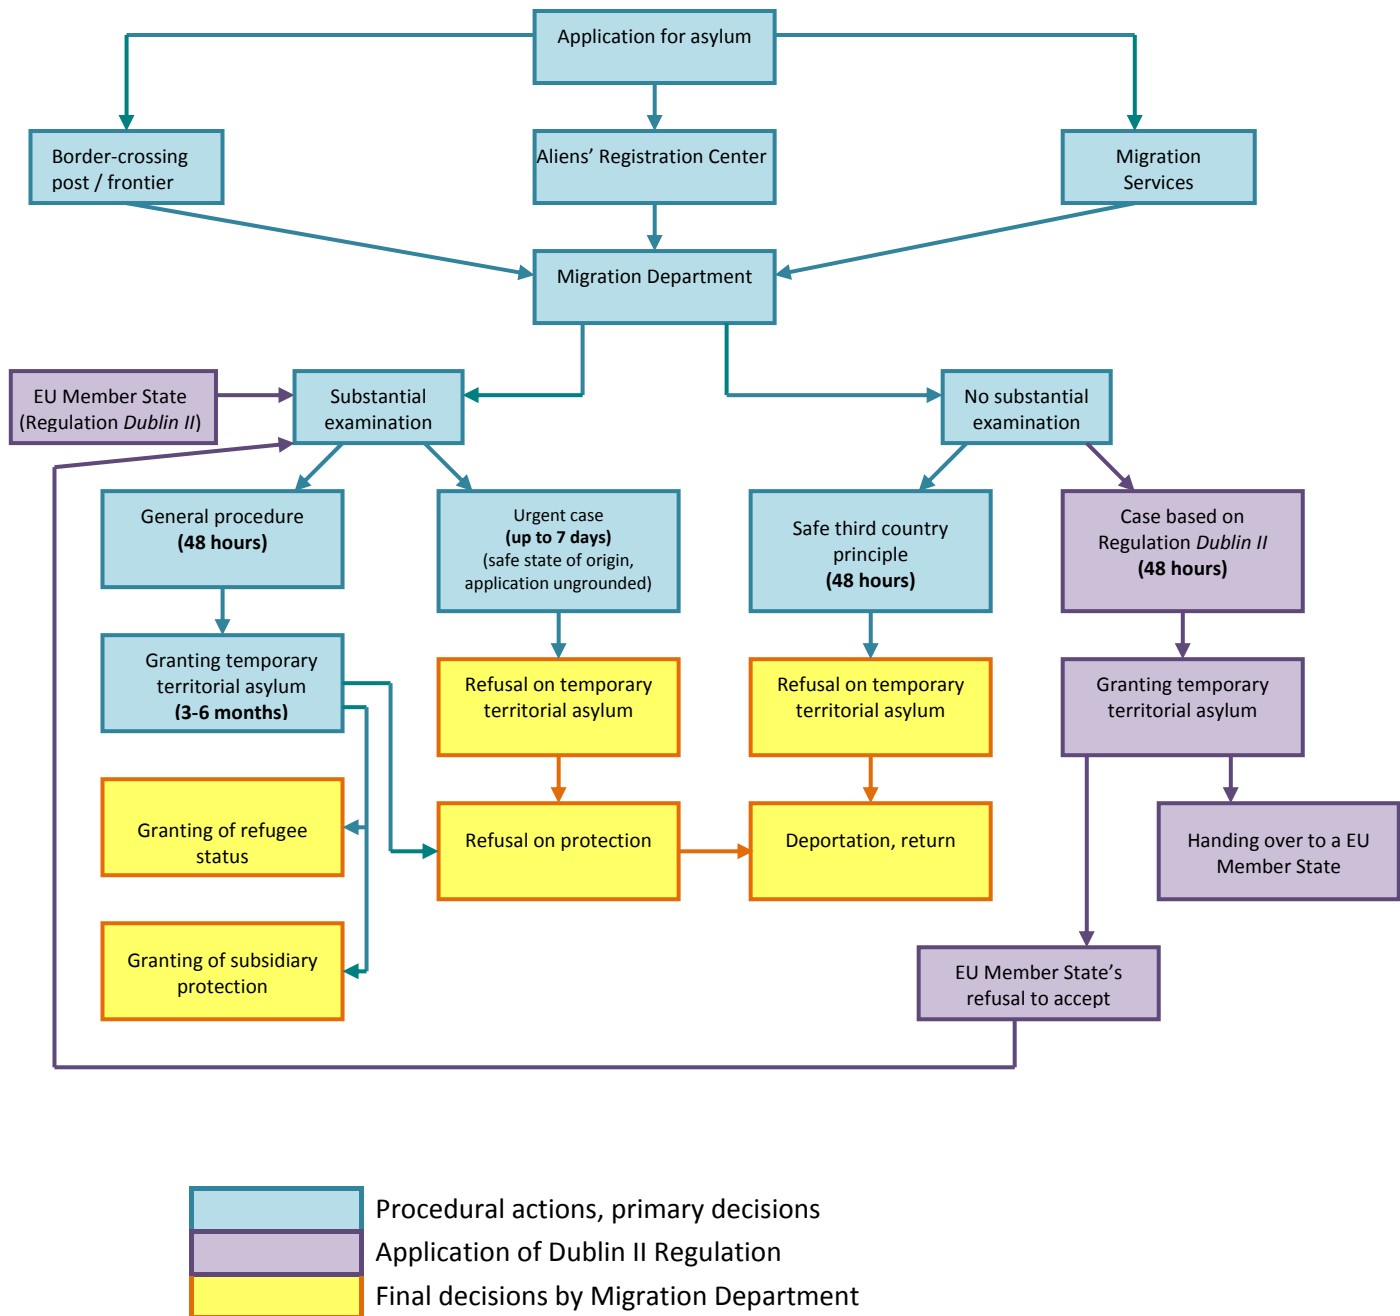 Application for asylum
Border-crossing
post / frontier
Aliens’ Registration Center
Migration
Services
Migration Department
EU Member State
(Regulation Dublin II)
Substantial
examination
No substantial
examination
General procedure
(48 hours)
Urgent case
(up to 7 days)
(safe state of origin,
application ungrounded)
Safe third country
principle
(48 hours)
Case based on
Regulation Dublin II
(48 hours)
Granting temporary
territorial asylum
(3-6 months)
Refusal on temporary
territorial asylum
Refusal on temporary
territorial asylum
Granting temporary
territorial asylum
Granting of refugee
status
Refusal on protection
Deportation, return
Handing over to a EU
Member State
Granting of subsidiary
protection
EU Member State’s
refusal to accept
Procedural actions, primary decisions
Application of Dublin II Regulation
Final decisions by Migration Department